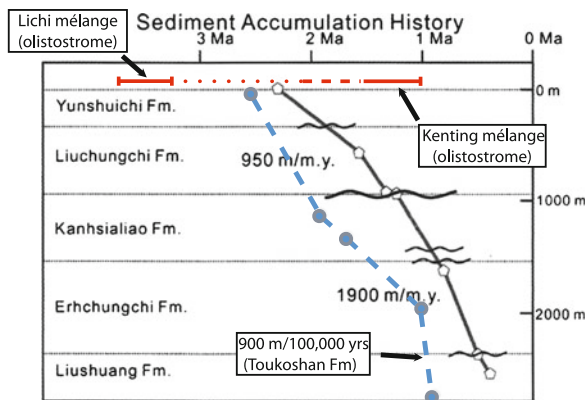 Sediment Accumulation History
Lichi mélange
(olistostrome)
3 Ma
2 Ma
1 Ma
0 Ma
0 m
Yunshuichi Fm.
Kenting mélange
(olistostrome)
Liuchungchi Fm.
950 m/m.y.
1000 m
Kanhsialiao Fm.
1900 m/m.y.
Erhchungchi Fm.
2000 m
900 m/100,000 yrs
(Toukoshan Fm)
Liushuang Fm.